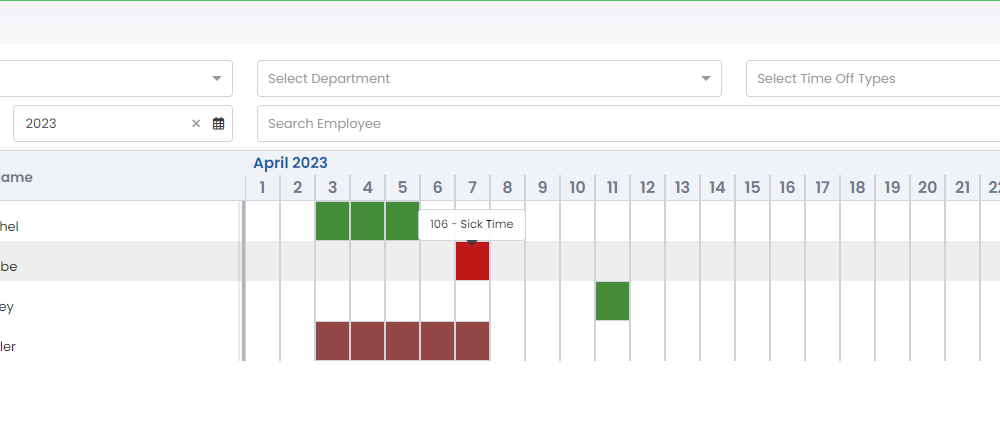 Select Department
Select Time Off Types
2023
Search Employee
April 2023
ame
1 2 3 4 5 6 7 8 9 10 11 12 13 14 15 16 17 18 19 20 21
hel
106 - Sick Time
be
ey
ler